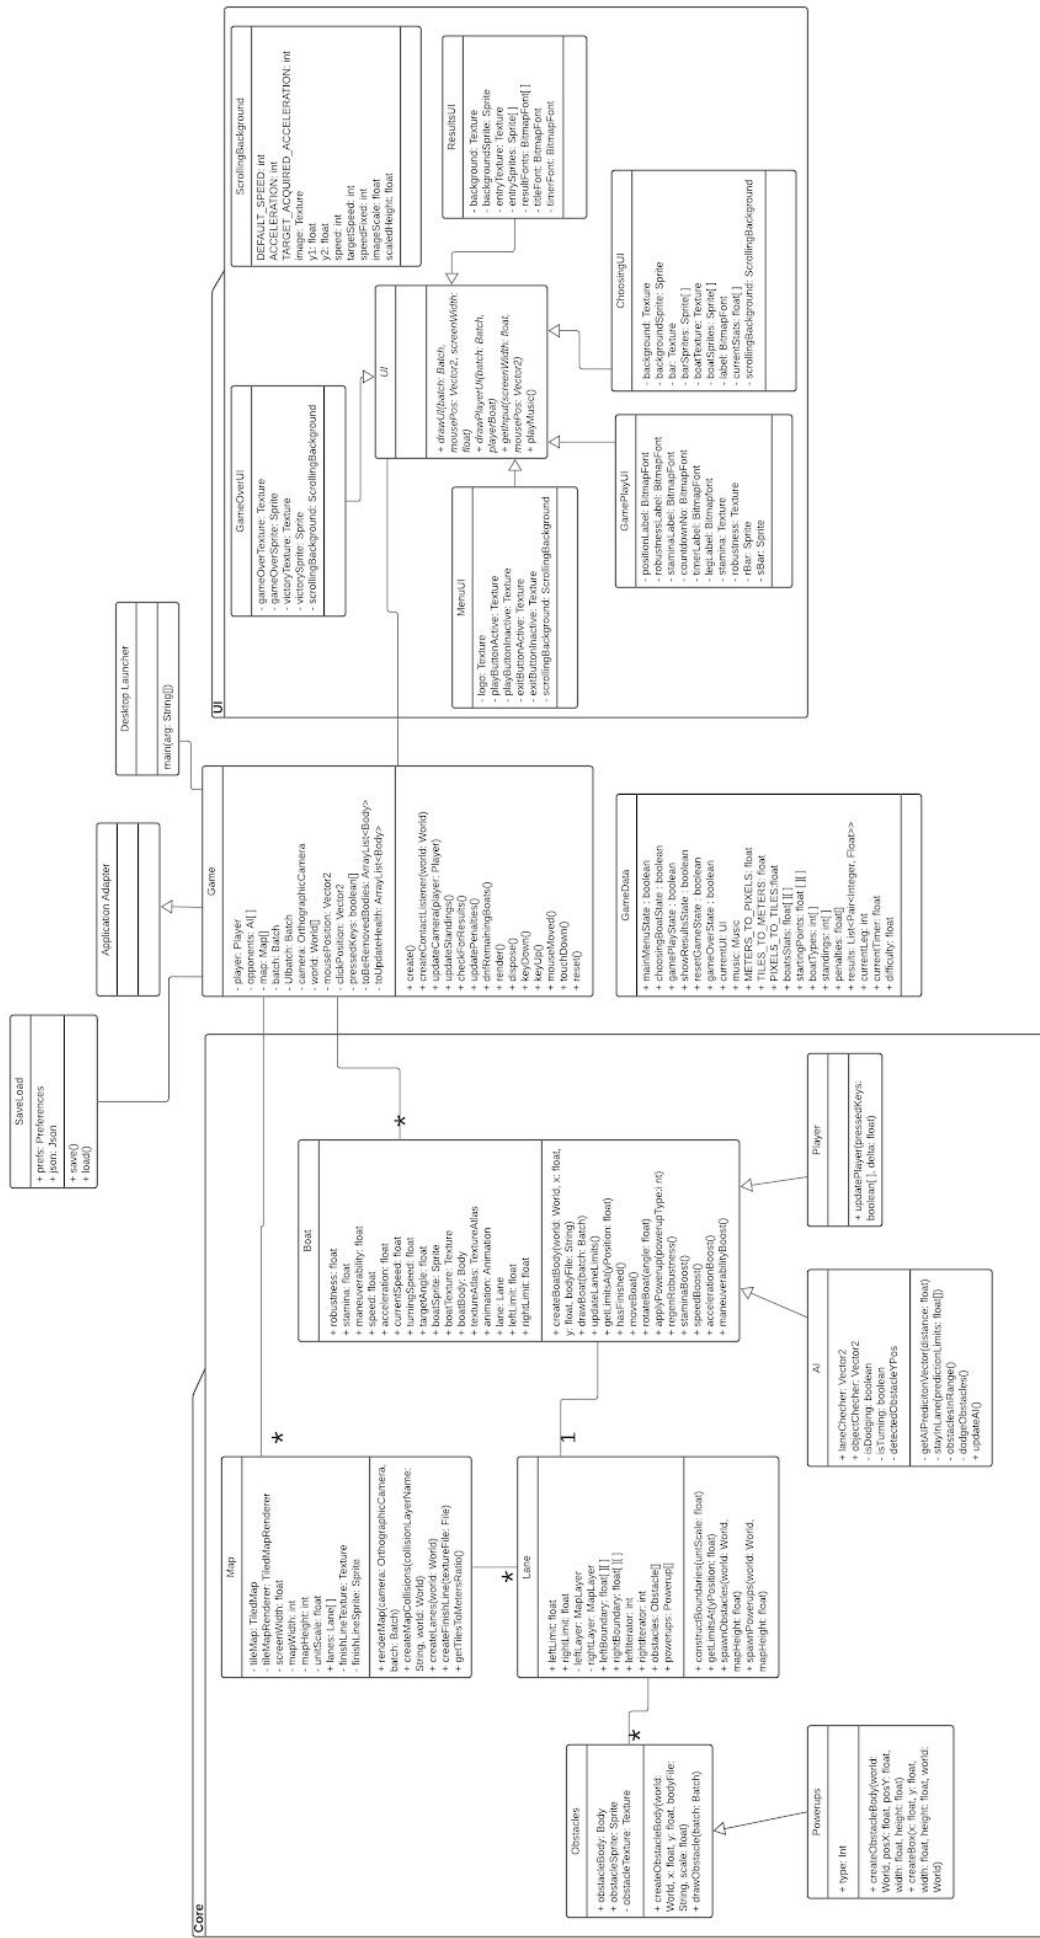 SaveLoad
+ prefs: Preferences
+ json: Json
+ save()
+ load()
Application Adapter
Desktop Launcher
main(arg: String[])
Game
- player: Player
- opponents: AI[ ]
- map: Map[]
- batch: Batch
- UIbatch: Batch
- camera: OrthographicCamera
- world: World[]
- mousePosition: Vector2
- clickPosition: Vector2
- pressedKeys: boolean[]
- toBeRemovedBodies: ArrayList<Body>
- toUpdateHealth: ArrayList<Body>
+ create()
+ createContactListener(world: World)
+ updateCamera(player: Player)
+ updateStandings()
+ checkForResults()
+ updatePenalties()
+ dnfRemainingBoats()
+ render()
+ dispose()
+ keyDown()
+ keyUp()
+ mouseMoved()
+ touchDown()
+ reset()
GameData
+ mainMenuState : boolean
+ choosingBoatState : boolean
+ gamePlayState : boolean
+ showResultsState : boolean
+ resetGameState : boolean
+ gameOverState : boolean
+ currentUI: UI
+ music: Music
+ METERS_TO_PIXELS: float
+ TILES_TO_METERS: float
+ PIXELS_TO_TILES:float
+ boatsStats: float[ ][ ]
+ startingPoints: float [ ][ ]
+ boatTypes: int[ ]
+ standings: int[ ]
+ penalties: float[]
+ results: List<Pair<Integer, Float>>
+ currentLeg: int
+ currentTimer: float
+ difficulty: float
Core
Map
- tileMap: TiledMap
- tileMapRenderer: TiledMapRenderer
- screenWidth: float
- mapWidth: int
- mapHeight: int
- unitScale: float
+ lanes: Lane[ ]
- finishLineTexture: Texture
- finishLineSprite: Sprite
+ renderMap(camera: OrthographicCamera,
batch: Batch)
+ createMapCollisions(collisionLayerName:
String, world: World)
+ createLanes(world: World)
+ createFinishLine(textureFile: File)
+ getTilesToMetersRatio()
*
*
Boat
+ robustness: float
+ stamina: float
+ maneuverability: float
+ speed: float
+ acceleration: float
+ currentSpeed: float
+ turningSpeed: float
+ targetAngle: float
+ boatSprite: Sprite
+ boatTexture: Texture
+ boatBody: Body
+ textureAtlas: TextureAtlas
+ animation: Animation
+ lane: Lane
+ leftLimit: float
+ rightLimit: float
+ createBoatBody(world: World, x: float,
y: float, bodyFile: String)
+ drawBoat(batch: Batch)
+ updateLaneLimits()
+ getLimitsAt(yPosition: float)
+ hasFinished()
+ moveBoat()
+ rotateBoat(angle: float)
+ applyPowerup(powerupType:i nt)
+ regenRobustness()
+ staminaBoost()
+ speedBoost()
+ accelerationBoost()
+ maneuverabilityBoost()
*
1
Lane
+ leftLimit: float
+ rightLimit: float
- leftLayer: MapLayer
- rightLayer: MapLayer
+ leftBoundary: float[ ][ ]
+ rightBoundary: float[ ][ ]
+ leftIterator: int
+ rightIterator: int
+ obstacles: Obstacle[]
+ powerups: Powerup[]
+ constructBoundaries(unitScale: float)
+ getLimitsAt(yPosition: float)
+ spawnObstacles(world: World,
mapHeight: float)
+ spawnPowerups(world: World,
mapHeight: float)
*
Obstacles
+ obstacleBody: Body
+ obstacleSprite: Sprite
- obstacleTexture: Texture
+ createObstacleBody(world:
World, x: float, y: float, bodyFile:
String, scale: float)
+ drawObstacle(batch: Batch)
Powerups
+ type: Int
+ createObstacleBody(world:
World, posX: float, posY: float,
width: float, height: float)
+ createBox(x: float, y: float,
width: float, height: float, world:
World)
AI
+ laneChecher: Vector2
+ objectChecher: Vector2
- isDodging: boolean
- isTurning: boolean
- detectedObstacleYPos
- getAIPredicitonVector(distance: float)
- stayInLane(predictionLimits: float[])
- obstaclesInRange()
- dodgeObstacles()
+ updateAI()
Player
+ updatePlayer(pressedKeys:
boolean[ ], delta: float)
UI
GameOverUI
- gameOverTexture: Texture
- gameOverSprite: Sprite
- victoryTexture: Texture
- victorySprite: Sprite
- scrollingBackground: ScrollingBackground
ScrollingBackground
DEFAULT_SPEED: int
ACCELERATION: int
TARGET_ACQUIRED_ACCELERATION: int
image: Texture
y1: float
y2: float
speed: int
targetSpeed: int
speedFixed: int
imageScale: float
scaledHeight: float
UI
+ drawUI(batch: Batch,
mousePos: Vector2, screenWidth:
float)
+ drawPlayerUI(batch: Batch,
playerBoat)
+ getInput(screenWidth: float,
mousePos: Vector2)
+ playMusic()
ResultsUI
- background: Texture
- backgroundSprite: Sprite
- entryTexture: Texture
- entrySprites: Sprite[ ]
- resultFonts: BitmapFont[ ]
- titleFont: BitmapFont
- timerFont: BitmapFont
MenuUI
- logo: Texture
- playButtonActive: Texture
- playButtonInactive: Texture
- exitButtonActive: Texture
- exitButtonInactive: Texture
- scrollingBackground: ScrollingBackground
GamePlayUI
- positionLabel: BitmapFont
- robustnessLabel: BitmapFont
- staminaLabel: BitmapFont
- countdownNo: BitmapFont
- timerLabel: BitmapFont
- legLabel: Bitmapfont
- stamina: Texture
- robustness: Texture
- rBar: Sprite
- sBar: Sprite
ChoosingUI
- background: Texture
- backgroundSprite: Sprite
- bar: Texture
- barSprites: Sprite[ ]
- boatTexture: Texture
- boatSprites: Sprite[ ]
- label: BitmapFont
- currentStats: float[ ]
- scrollingBackground: ScrollingBackground